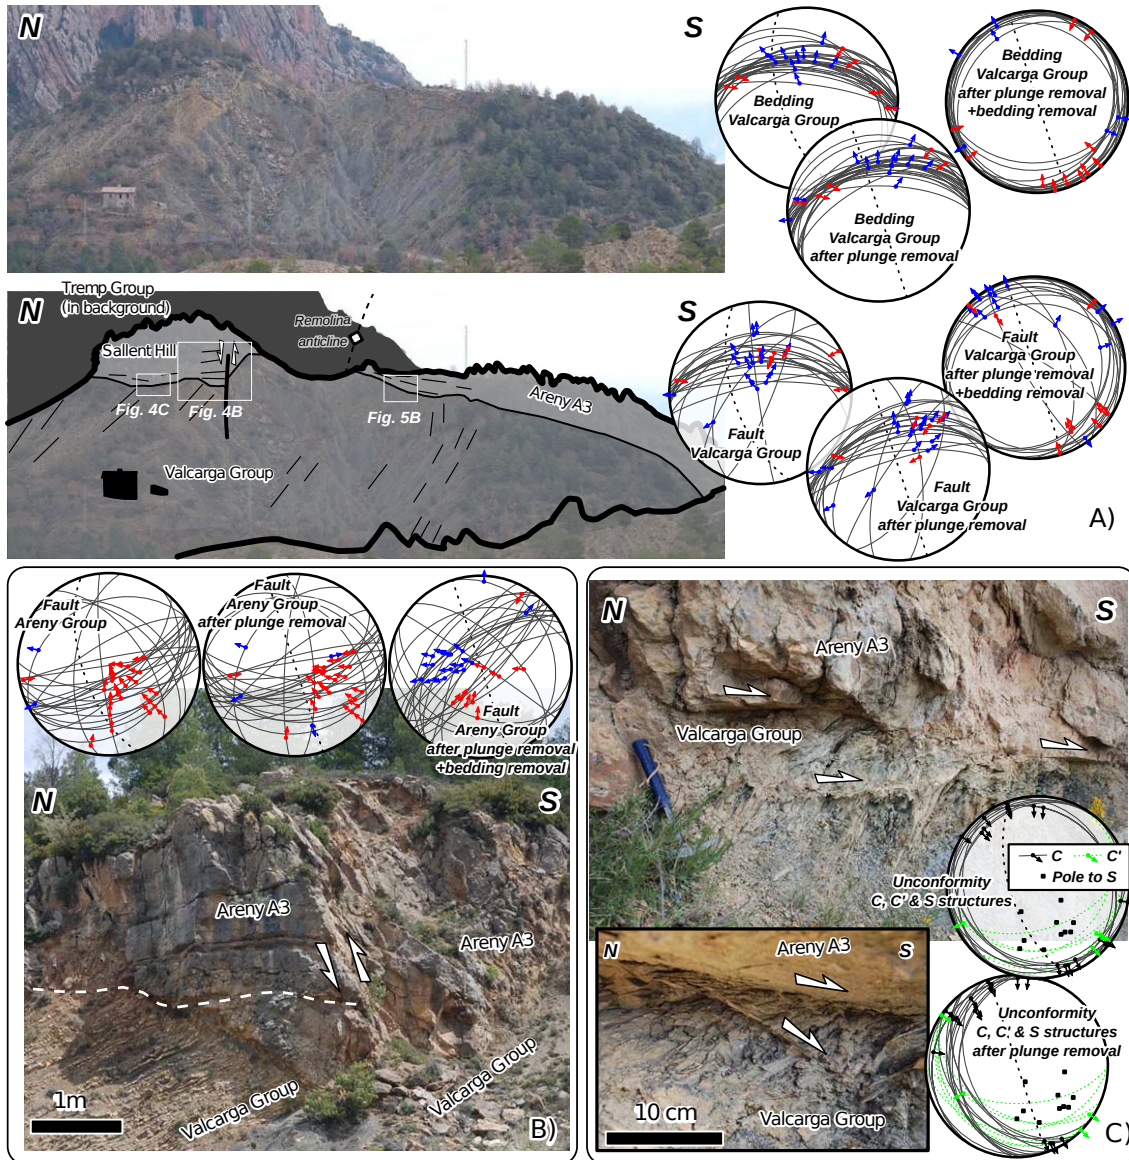 N
S
Bedding
Valcarga Group
Bedding
Valcarga Group
after plunge removal
+bedding removal
Bedding
Valcarga Group
after plunge removal
Tremp Group
(in background)
N
S
Remolina
anticline
Sallent Hill
Fig. 4C
Fig. 4B
Fig. 5B
Areny A3
Valcarga Group
Fault
Valcarga Group
Fault
Valcarga Group
after plunge removal
+bedding removal
Fault
Valcarga Group
after plunge removal
A)
Fault
Areny Group
Fault
Areny Group
after plunge removal
Fault
Areny Group
after plunge removal
+bedding removal
N
S
Areny A3
Areny A3
Valcarga Group
Valcarga Group
1m
B)
N
S
Areny A3
Valcarga Group
C
C'
Pole to S
Unconformity
C, C' & S structures
N
S
Areny A3
Valcarga Group
10 cm
Unconformity
C, C' & S structures
after plunge removal
C)